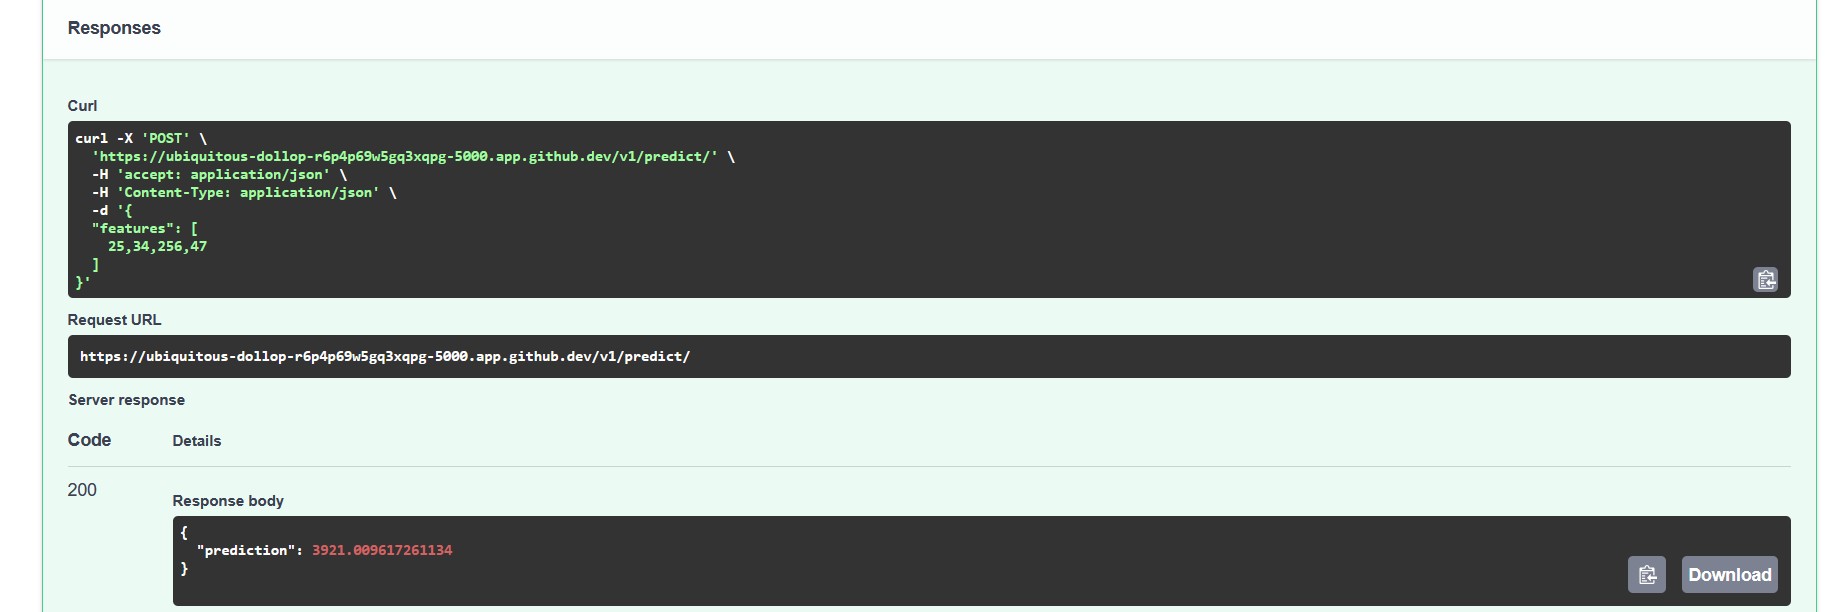 Responses
Curl
curl -X 'POST' \
  'https://ubiquitous-dollop-r6p4p69w5gq3xqpg-5000.app.github.dev/v1/predict/' \
  -H 'accept: application/json' \
  -H 'Content-Type: application/json' \
  -d '{
  "features": [
    25,34,256,47
  ]
}'
Request URL
https://ubiquitous-dollop-r6p4p69w5gq3xqpg-5000.app.github.dev/v1/predict/
Server response
Code Details
200
Response body
{
  "prediction": 3921.009617261134
}
Download